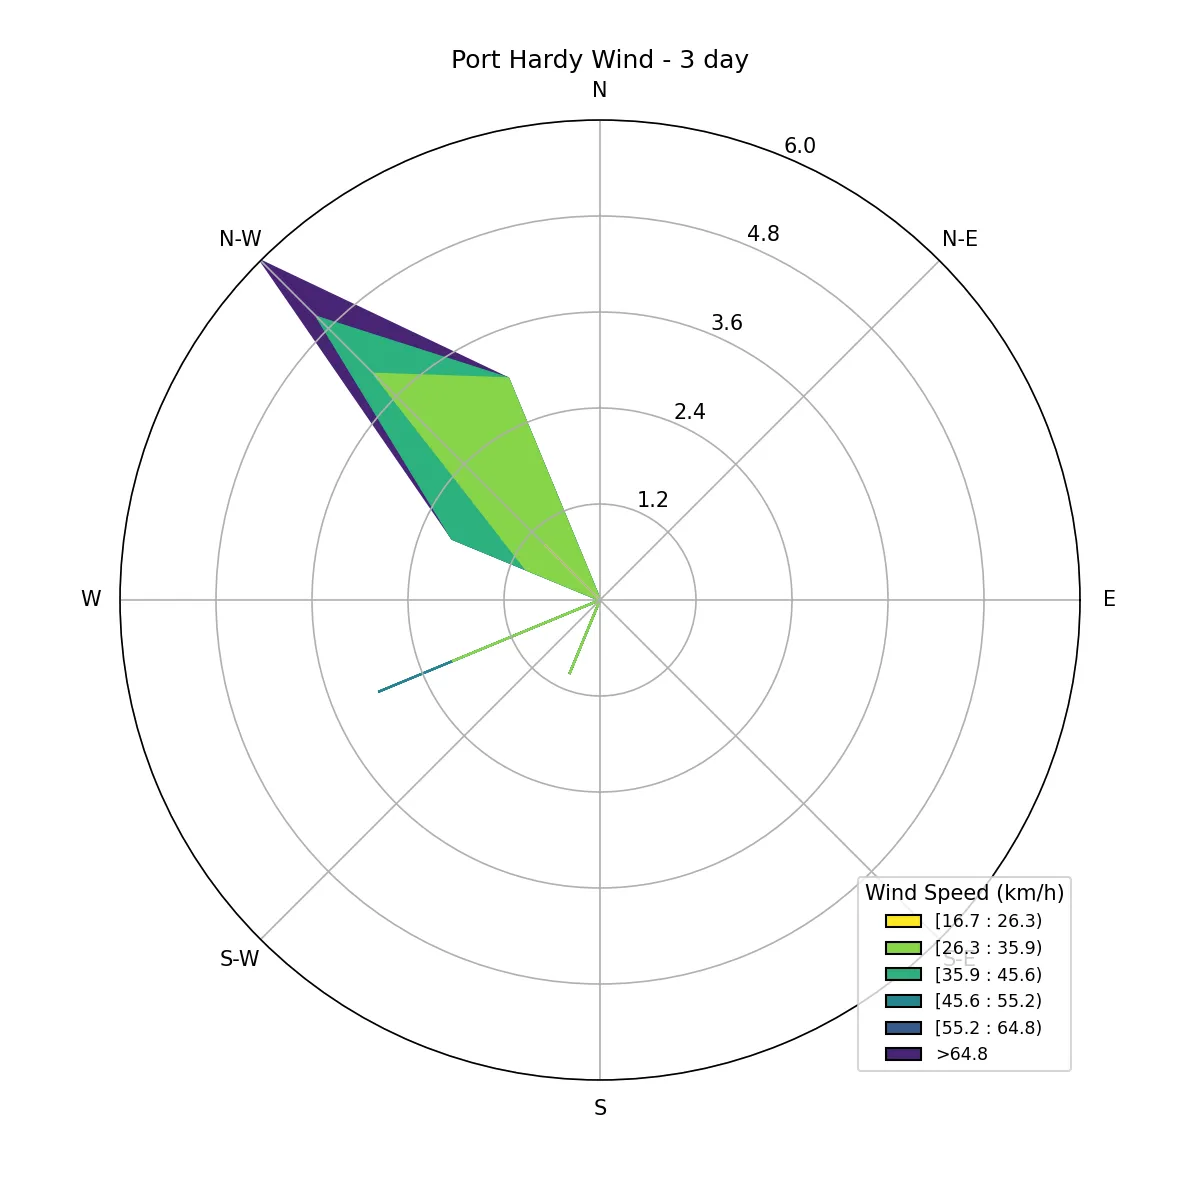 Port Hardy Wind - 3 day
N
6.0
N-W
N-E
4.8
3.6
2.4
1.2
W
E
S-W
S-E
Wind Speed (km/h)
[16.7 : 26.3)
[26.3 : 35.9)
[35.9 : 45.6)
[45.6 : 55.2)
[55.2 : 64.8)
>64.8
S